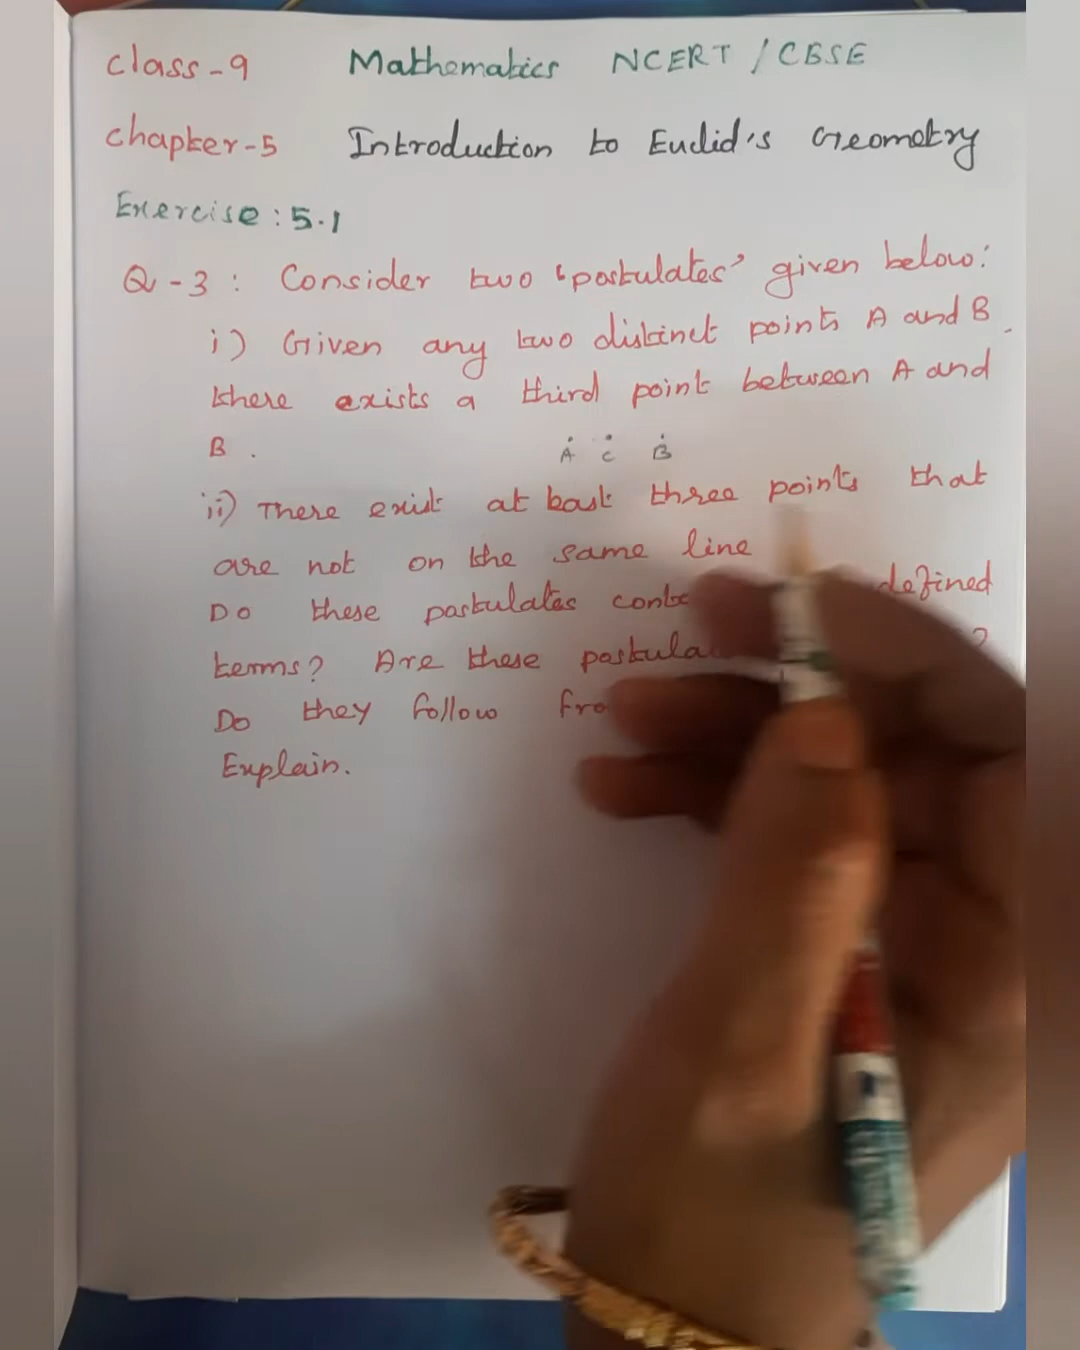 class-9 Mathematics NCERT / CBSE
chapter-5 Introduction to Euclid's Geometry
Exercise: 5.1
Q-3: Consider two 'postulates' given below:
i) Given any two distinct points A and B
there exists a third point between A and
B.
A C B
ii) There exist at least three points that
are not on the same line
Do these postulates defined
terms? Are these ?
Do they follow
Explain.